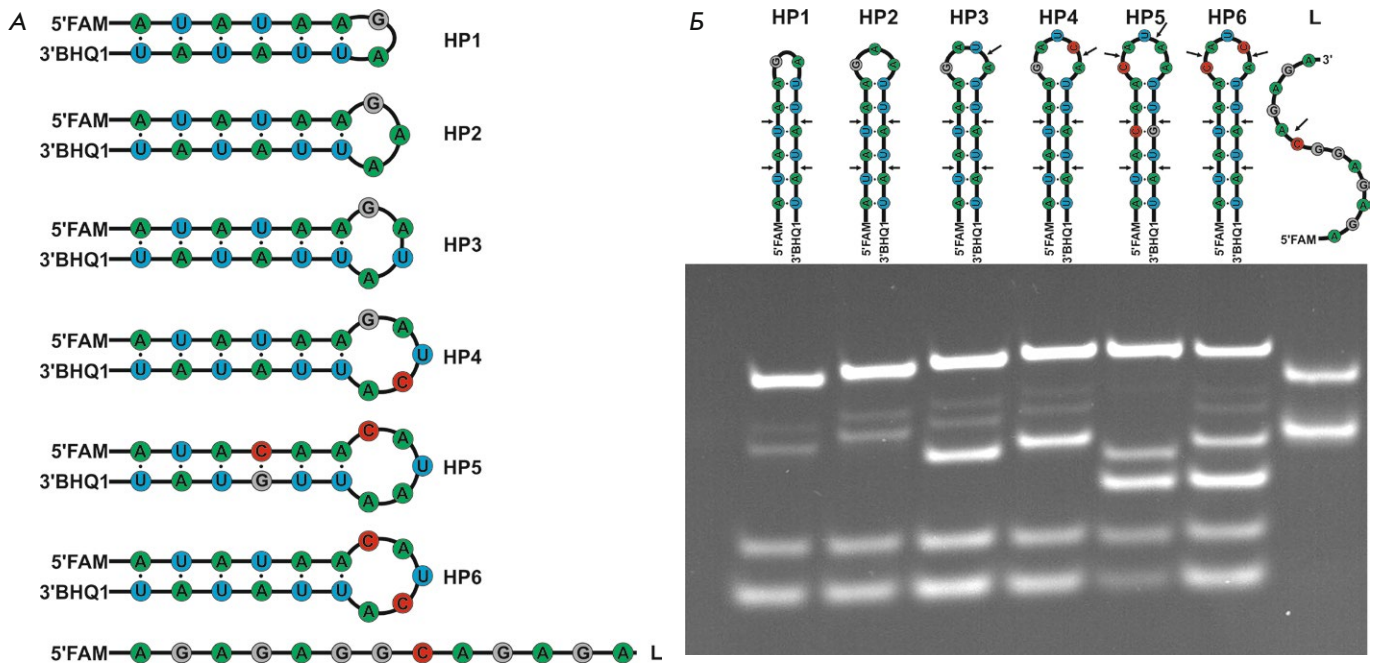 А
5'FAM A U A U A A G
3'BHQ1 U A U A U U A
HP1
5'FAM A U A U A A G A
3'BHQ1 U A U A U U A
HP2
5'FAM A U A U A A G A U
3'BHQ1 U A U A U U A
HP3
5'FAM A U A U A A G A U
3'BHQ1 U A U A U U A C
HP4
5'FAM A U A C A A C A U
3'BHQ1 U A U G U U A A
HP5
5'FAM A U A U A A C A U
3'BHQ1 U A U A U U A C
HP6
5'FAM A G A G A G G C A G A G A L
Б
HP1 HP2 HP3 HP4 HP5 HP6 L
5'FAM A U A U A A G
3'BHQ1 U A U A U U A
5'FAM A U A U A A G A
3'BHQ1 U A U A U U A
5'FAM A U A U A A G A U
3'BHQ1 U A U A U U A
5'FAM A U A U A A G A U
3'BHQ1 U A U A U U A C
5'FAM A U A C A A C A U
3'BHQ1 U A U G U U A A
5'FAM A U A U A A C A U
3'BHQ1 U A U A U U A C
5'FAM A G A G A G G C A G A G A 3'